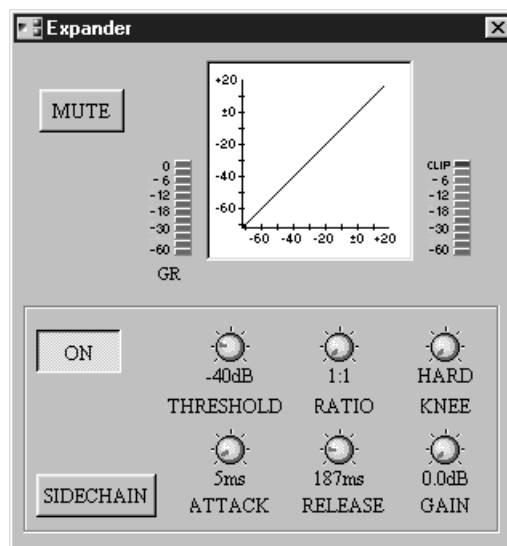 Expander
MUTE
+20
±0
-20
-40
-60
-60 -40 -20 ±0 +20
0
-6
-12
-18
-30
-60
GR
CLIP
-6
-12
-18
-30
-60
ON
-40dB
THRESHOLD
1:1
RATIO
HARD
KNEE
SIDECHAIN
5ms
ATTACK
187ms
RELEASE
0.0dB
GAIN